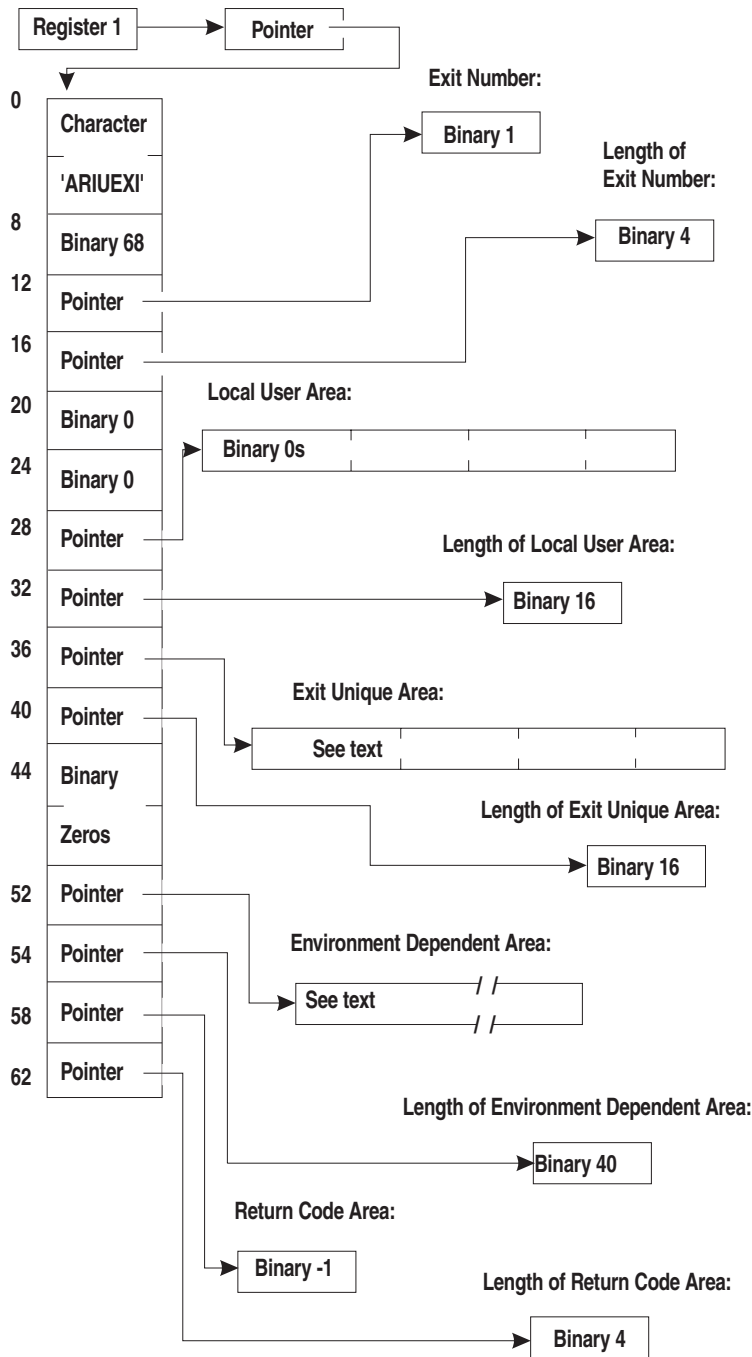 Register 1
Pointer
0
Character
'ARIUEXI'
Exit Number:
Binary 1
Length of
Exit Number:
Binary 4
8
Binary 68
12
Pointer
16
Pointer
20
Binary 0
Local User Area:
Binary 0s
24
Binary 0
28
Pointer
Length of Local User Area:
Binary 16
32
Pointer
36
Pointer
Exit Unique Area:
See text
40
Pointer
44
Binary
Zeros
Length of Exit Unique Area:
Binary 16
52
Pointer
Environment Dependent Area:
See text
54
Pointer
58
Pointer
62
Pointer
Length of Environment Dependent Area:
Binary 40
Return Code Area:
Binary -1
Length of Return Code Area:
Binary 4